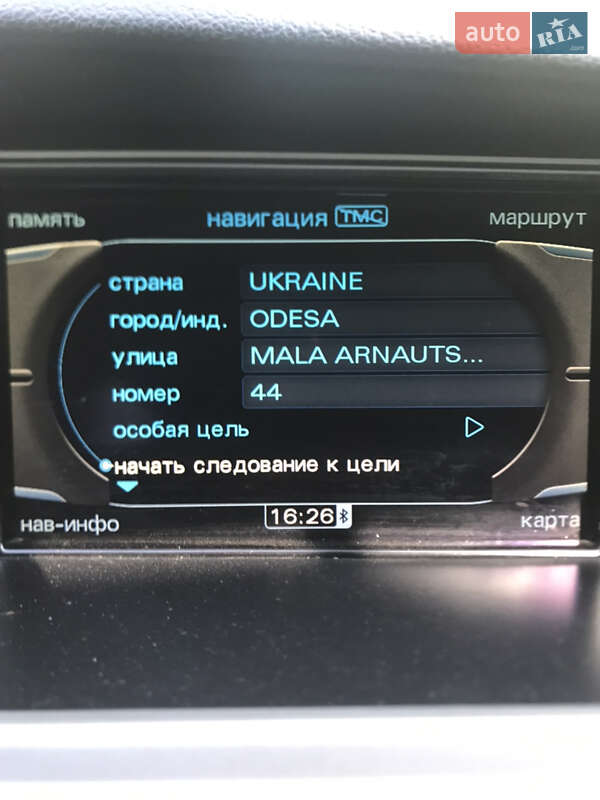 auto RIA.com
память навигация TMC маршрут
страна UKRAINE
город/инд. ODESA
улица MALA ARNAUTS...
номер 44
особая цель
начать следование к цели
нав-инфо 16:26 карта